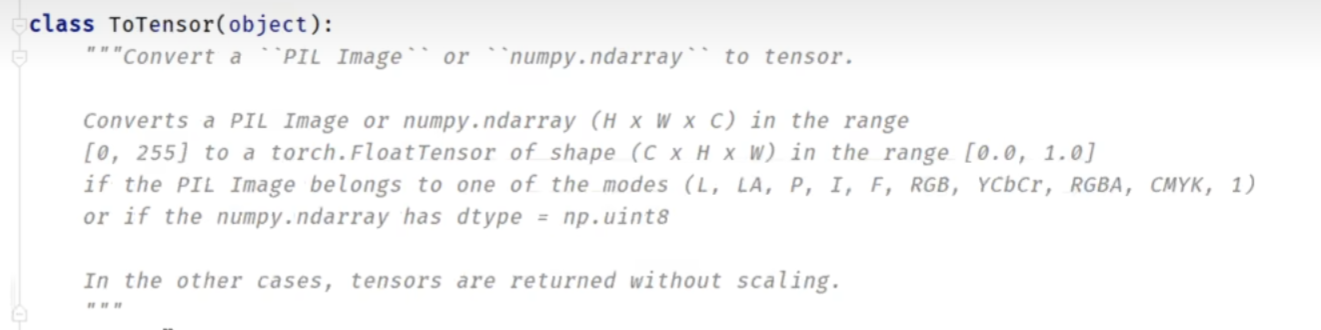 class ToTensor(object):
"""Convert a ``PIL Image`` or ``numpy.ndarray`` to tensor.
Converts a PIL Image or numpy.ndarray (H x W x C) in the range
[0, 255] to a torch.FloatTensor of shape (C x H x W) in the range [0.0, 1.0]
if the PIL Image belongs to one of the modes (L, LA, P, I, F, RGB, YCbCr, RGBA, CMYK, 1)
or if the numpy.ndarray has dtype = np.uint8
In the other cases, tensors are returned without scaling.
"""